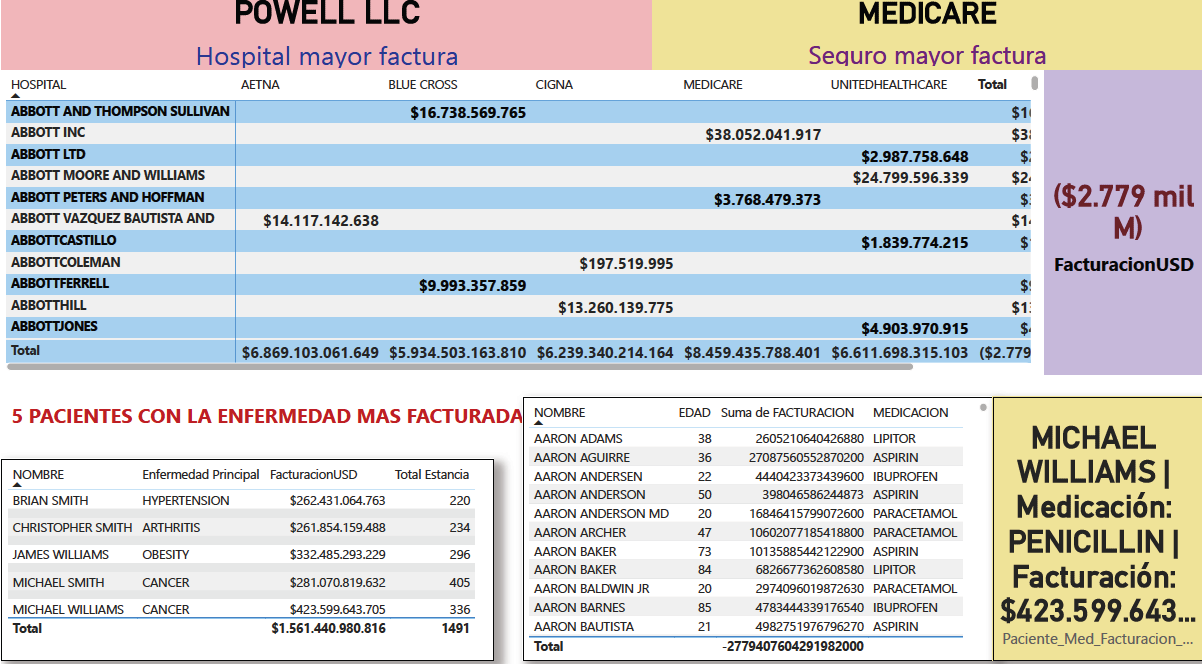 POWELL LLC
Hospital mayor factura
MEDICARE
Seguro mayor factura
HOSPITAL AETNA BLUE CROSS CIGNA MEDICARE UNITEDHEALTHCARE Total
ABBOTT AND THOMPSON SULLIVAN $16.738.569.765 $1
ABBOTT INC $38.052.041.917 $3
ABBOTT LTD $2.987.758.648 $
ABBOTT MOORE AND WILLIAMS $24.799.596.339 $2
ABBOTT PETERS AND HOFFMAN $3.768.479.373 $
ABBOTT VAZQUEZ BAUTISTA AND $14.117.142.638 $1
ABBOTTCASTILLO $1.839.774.215 $
ABBOTTCOLEMAN $197.519.995
ABBOTTFERRELL $9.993.357.859 $
ABBOTTHILL $13.260.139.775 $1
ABBOTTJONES $4.903.970.915 $
Total $6.869.103.061.649 $5.934.503.163.810 $6.239.340.214.164 $8.459.435.788.401 $6.611.698.315.103 ($2.779
($2.779 mil
M)
FacturacionUSD
5 PACIENTES CON LA ENFERMEDAD MAS FACTURADA
NOMBRE Enfermedad Principal FacturacionUSD Total Estancia
BRIAN SMITH HYPERTENSION $262.431.064.763 220
CHRISTOPHER SMITH ARTHRITIS $261.854.159.488 234
JAMES WILLIAMS OBESITY $332.485.293.229 296
MICHAEL SMITH CANCER $281.070.819.632 405
MICHAEL WILLIAMS CANCER $423.599.643.705 336
Total $1.561.440.980.816 1491
NOMBRE EDAD Suma de FACTURACION MEDICACION
AARON ADAMS 38 2605210640426880 LIPITOR
AARON AGUIRRE 36 27087560552870200 ASPIRIN
AARON ANDERSEN 22 4440423373439600 IBUPROFEN
AARON ANDERSON 50 398046586244873 ASPIRIN
AARON ANDERSON MD 20 16846415799072600 PARACETAMOL
AARON ARCHER 47 10602077185418800 PARACETAMOL
AARON BAKER 73 10135885442122900 ASPIRIN
AARON BAKER 84 6826677362608580 LIPITOR
AARON BALDWIN JR 20 2974096019872630 PARACETAMOL
AARON BARNES 85 4783444339176540 IBUPROFEN
AARON BAUTISTA 21 4982751976796270 ASPIRIN
Total -2779407604291982000
MICHAEL
WILLIAMS |
Medicación:
PENICILLIN |
Facturación:
$423.599.643...
Paciente_Med_Facturacion_...